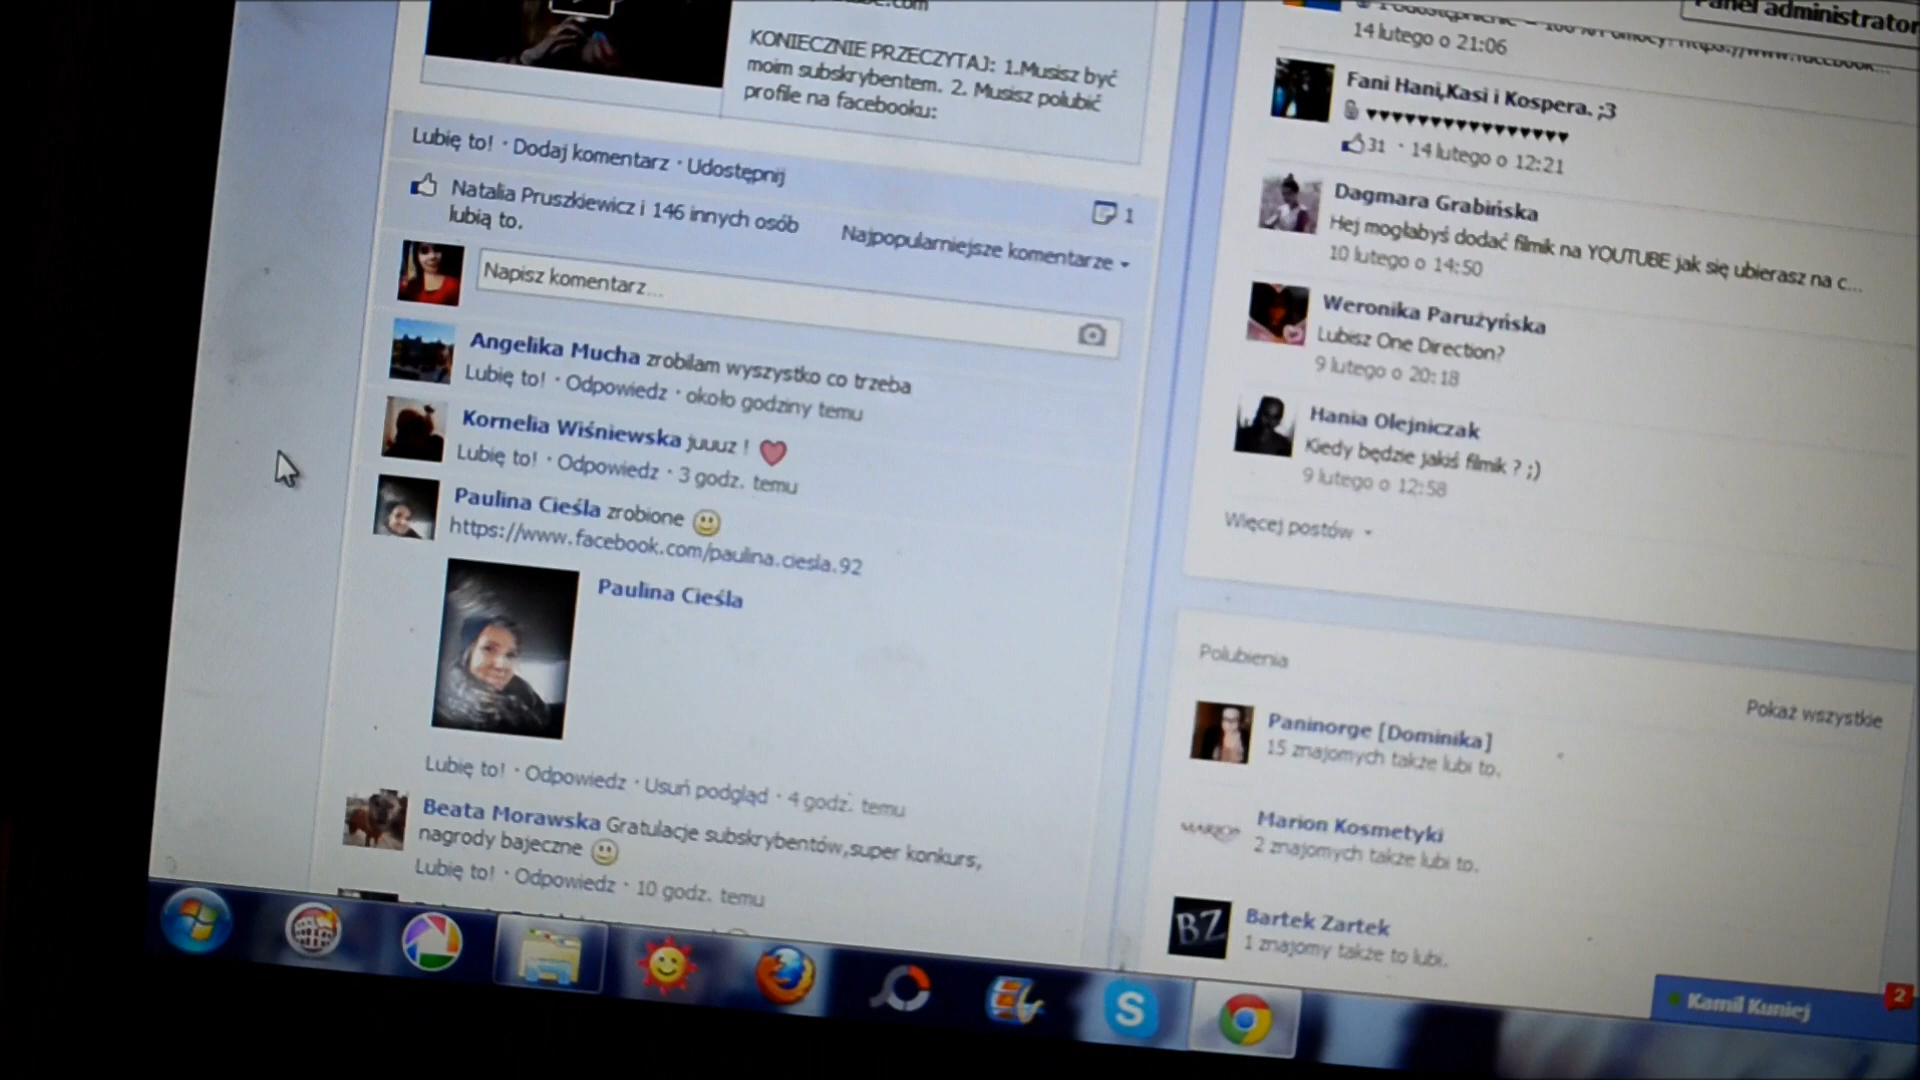 KONIECZNIE PRZECZYTAJ: 1.Musisz być
moim subskrybentem. 2. Musisz polubić
profile na facebooku:
Lubię to! · Dodaj komentarz · Udostępnij
1
Natalia Pruszkiewicz i 146 innych osób
lubią to.
Najpopularniejsze komentarze
Napisz komentarz...
Angelika Mucha zrobilam wyszystko co trzeba
Lubię to! · Odpowiedz · około godziny temu
Kornelia Wiśniewska juuuz !
Lubię to! · Odpowiedz · 3 godz. temu
Paulina Cieśla zrobione
https://www.facebook.com/paulina.ciesla.92
Paulina Cieśla
Lubię to! · Odpowiedz · Usuń podgląd · 4 godz. temu
Beata Morawska Gratulacje subskrybentów,super konkurs,
nagrody bajeczne
Lubię to! · Odpowiedz · 10 godz. temu
Panel administrator
14 lutego o 21:06
Fani Hani,Kasi i Kospera. ;3
♥♥♥♥♥♥♥♥♥♥♥♥♥♥♥♥
31 · 14 lutego o 12:21
Dagmara Grabińska
Hej mogłabyś dodać filmik na YOUTUBE jak się ubierasz na c...
10 lutego o 14:50
Weronika Parużyńska
Lubisz One Direction?
9 lutego o 20:18
Hania Olejniczak
Kiedy będzie jakiś filmik ? ;)
9 lutego o 12:58
Więcej postów
Polubienia
Pokaż wszystkie
Paninorge [Dominika]
15 znajomych także lubi to.
MARION
Marion Kosmetyki
2 znajomych także lubi to.
BZ
Bartek Zartek
1 znajomy także to lubi.
Kamil Kuniej
2
S